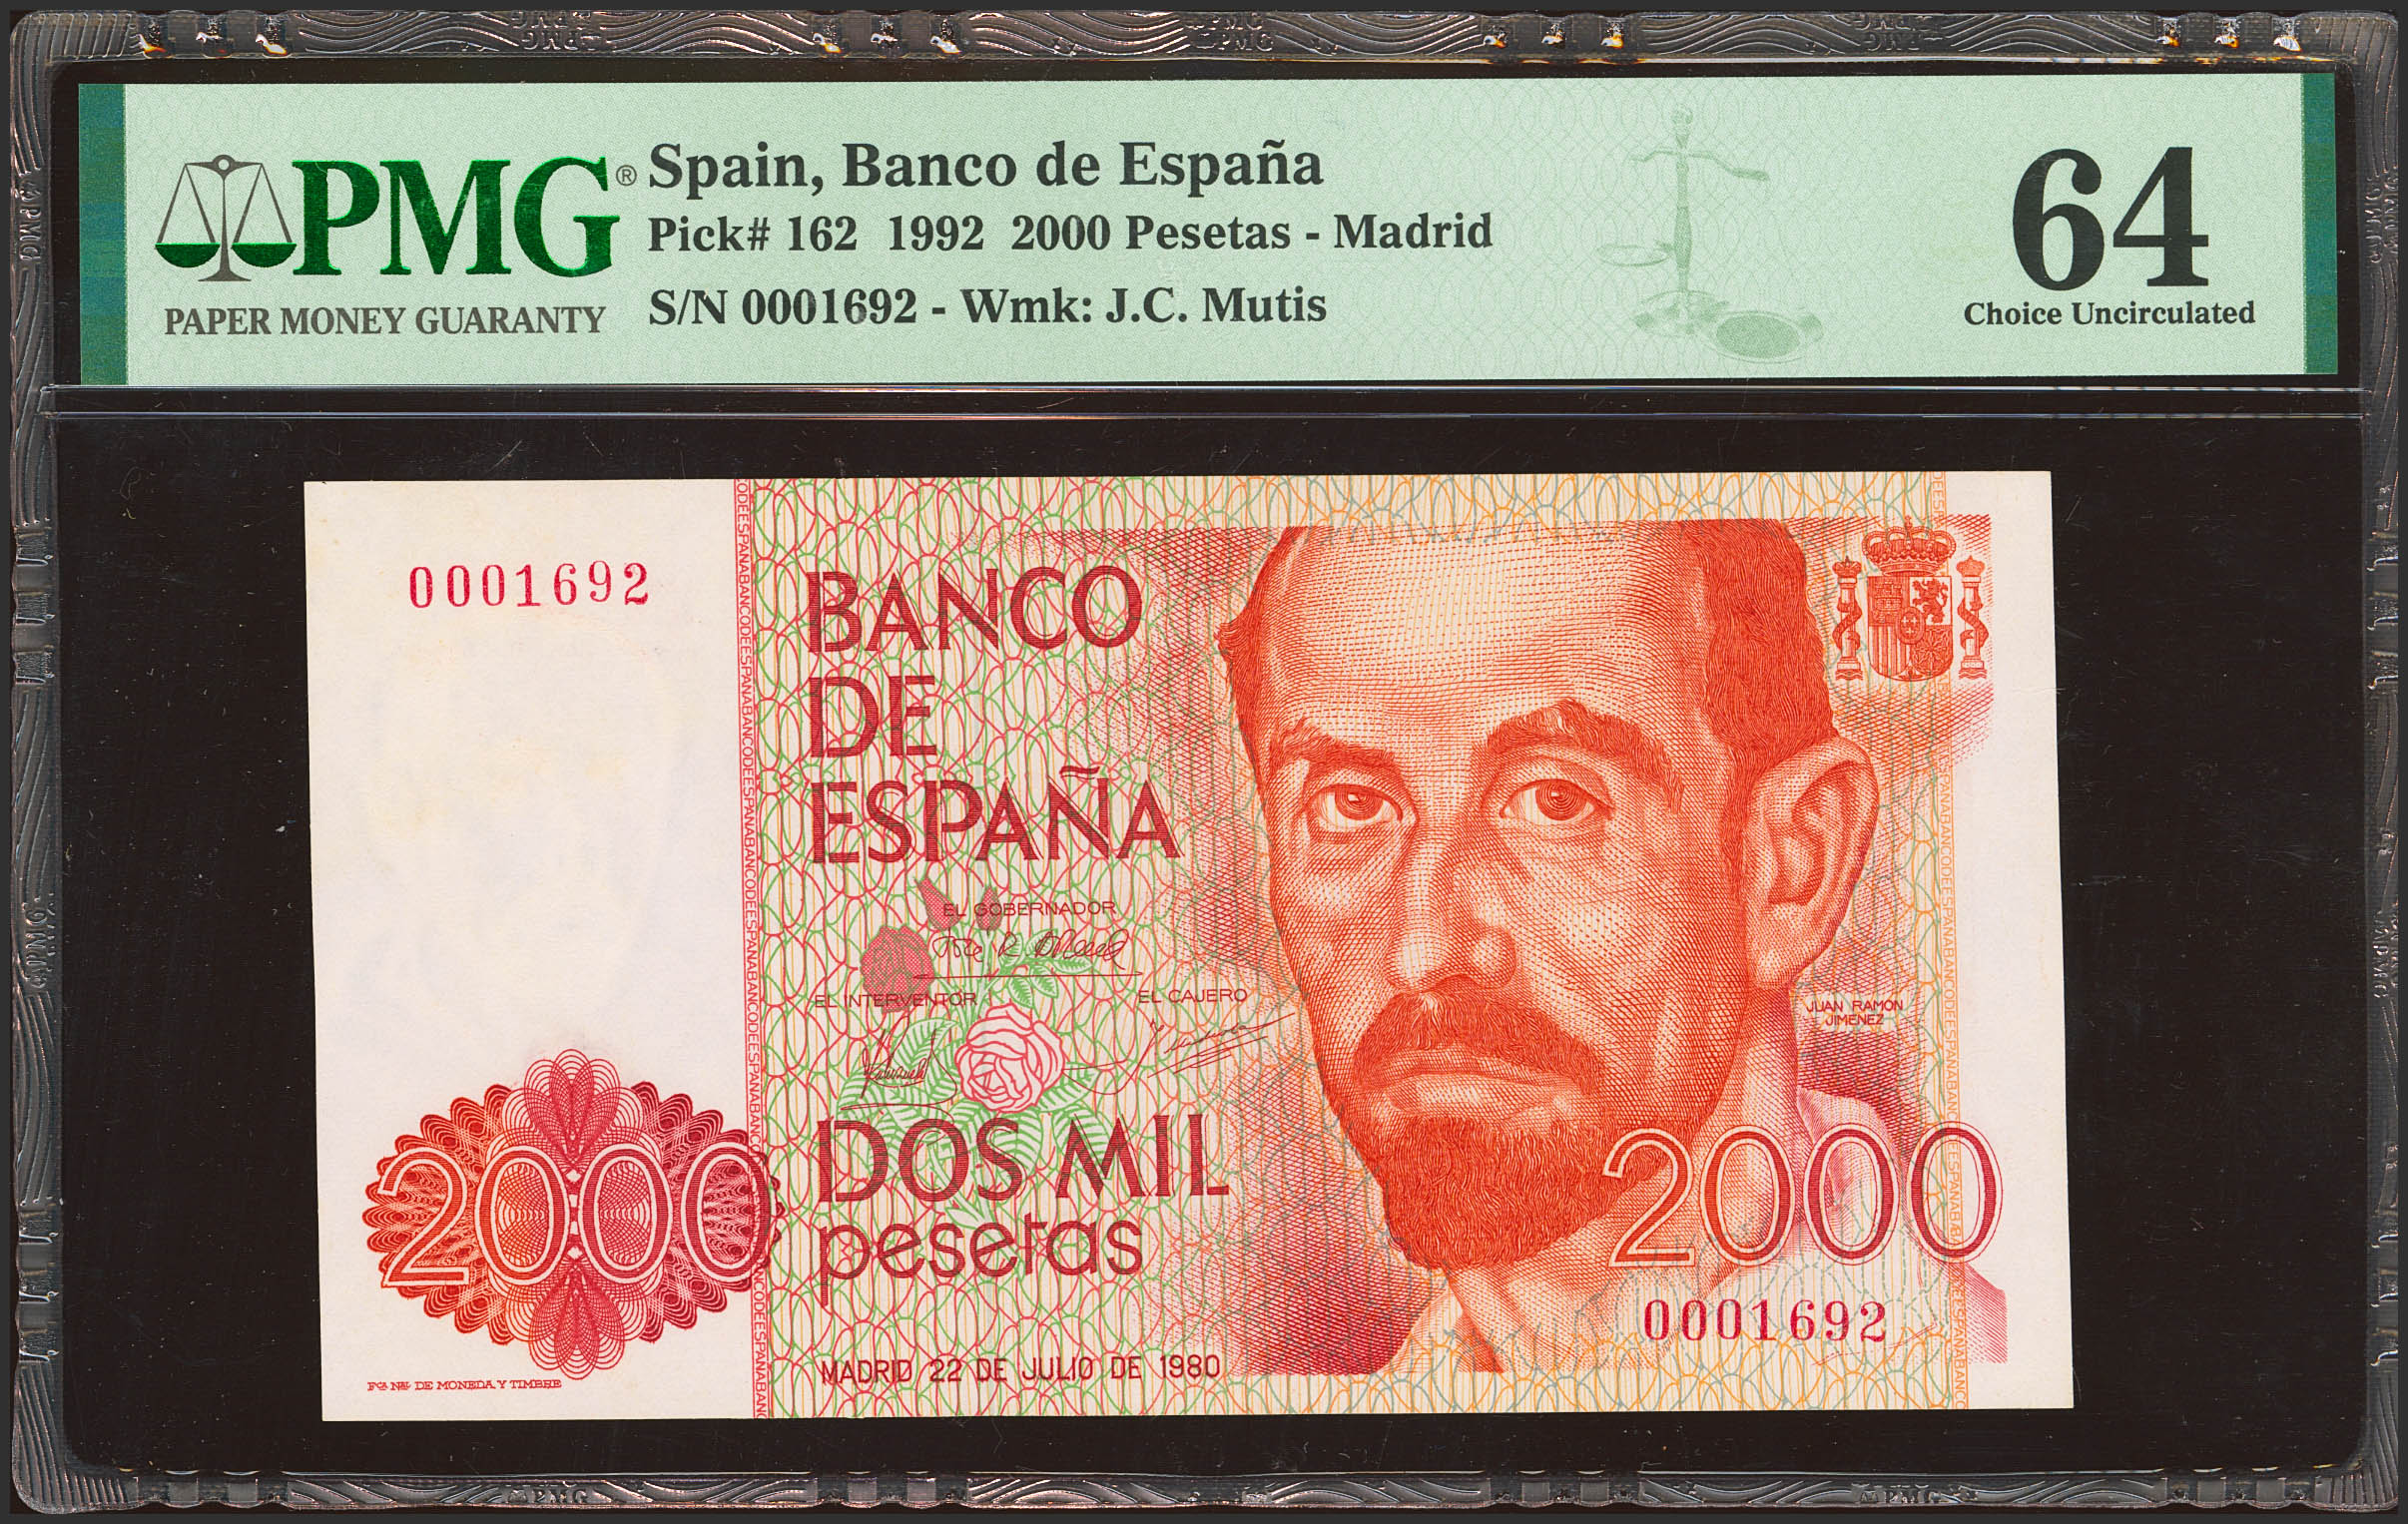 PMG®
PAPER MONEY GUARANTY
Spain, Banco de España
Pick# 162 1992 2000 Pesetas - Madrid
S/N 0001692 - Wmk: J.C. Mutis
64
Choice Uncirculated
0001692
BANCO
DE
ESPAÑA
EL GOBERNADOR
EL INTERVENTOR
EL CAJERO
JUAN RAMON
JIMENEZ
DOS MIL
pesetas
2000
2000
0001692
MADRID 22 DE JULIO DE 1980
DE MONEDA Y TIMBRE